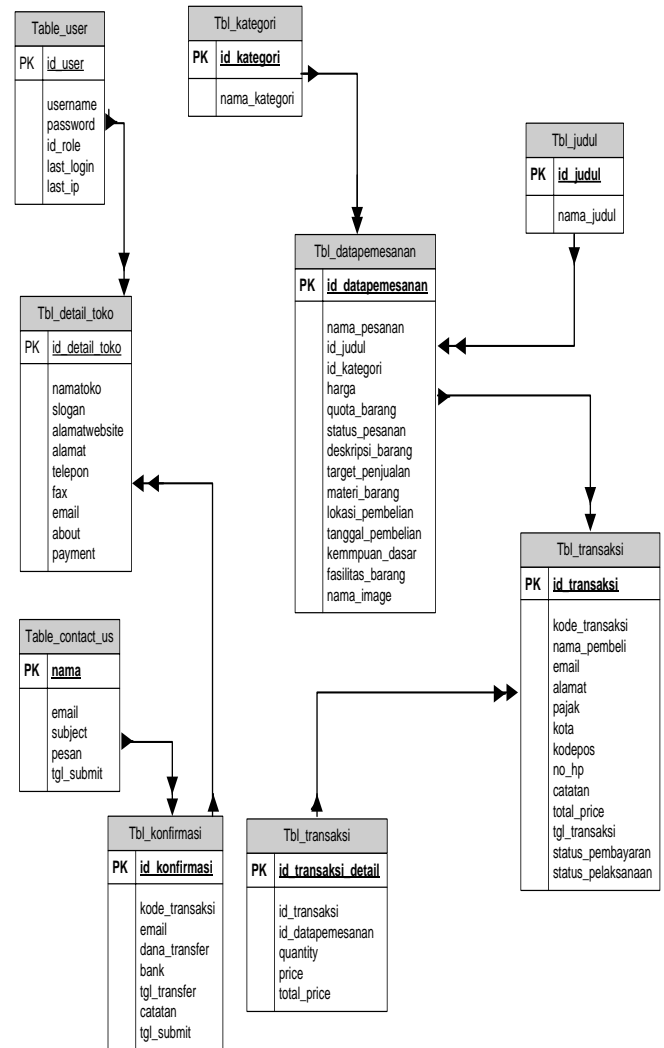 Table_user
PK id_user
username
password
id_role
last_login
last_ip
Tbl_kategori
PK id_kategori
nama_kategori
Tbl_judul
PK id_judul
nama_judul
Tbl_datapemesanan
PK id_datapemesanan
nama_pesanan
id_judul
id_kategori
harga
quota_barang
status_pesanan
deskripsi_barang
target_penjualan
materi_barang
lokasi_pembelian
tanggal_pembelian
kemmpuan_dasar
fasilitas_barang
nama_image
Tbl_detail_toko
PK id_detail_toko
namatoko
slogan
alamatwebsite
alamat
telepon
fax
email
about
payment
Tbl_transaksi
PK id_transaksi
kode_transaksi
nama_pembeli
email
alamat
pajak
kota
kodepos
no_hp
catatan
total_price
tgl_transaksi
status_pembayaran
status_pelaksanaan
Table_contact_us
PK nama
email
subject
pesan
tgl_submit
Tbl_konfirmasi
PK id_konfirmasi
kode_transaksi
email
dana_transfer
bank
tgl_transfer
catatan
tgl_submit
Tbl_transaksi
PK id_transaksi_detail
id_transaksi
id_datapemesanan
quantity
price
total_price